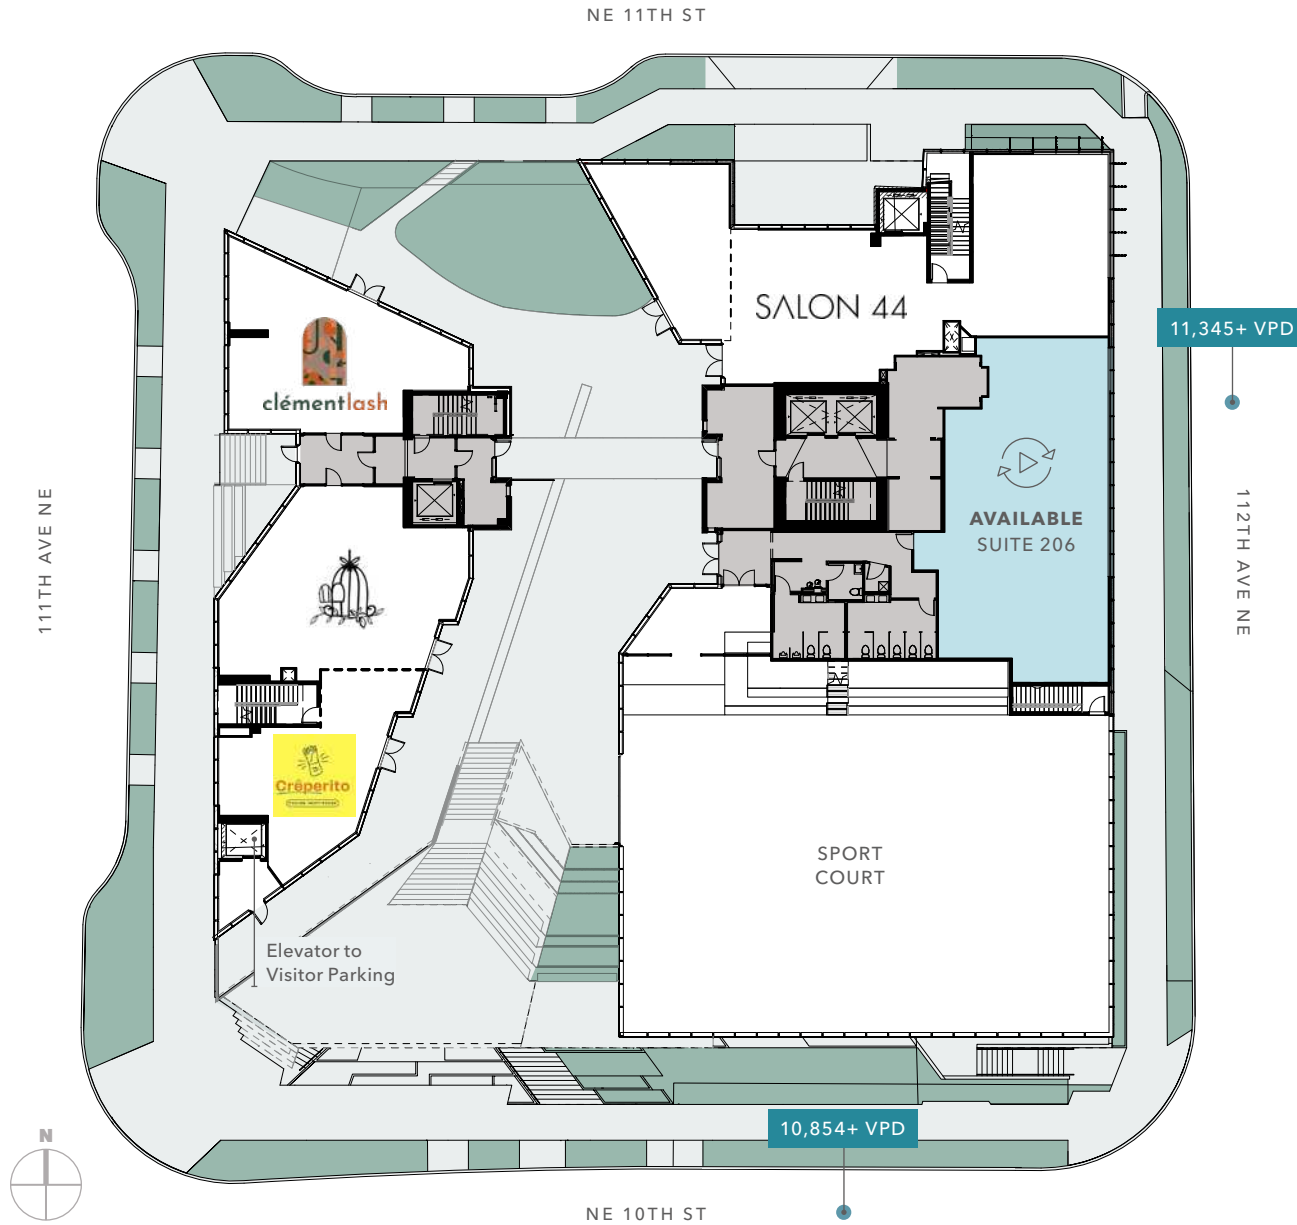 NE 11TH ST
SALON 44
11,345+ VPD
clémentlash
AVAILABLE
SUITE 206
111TH AVE NE
112TH AVE NE
Crêperito
SPORT
COURT
Elevator to
Visitor Parking
10,854+ VPD
N
NE 10TH ST